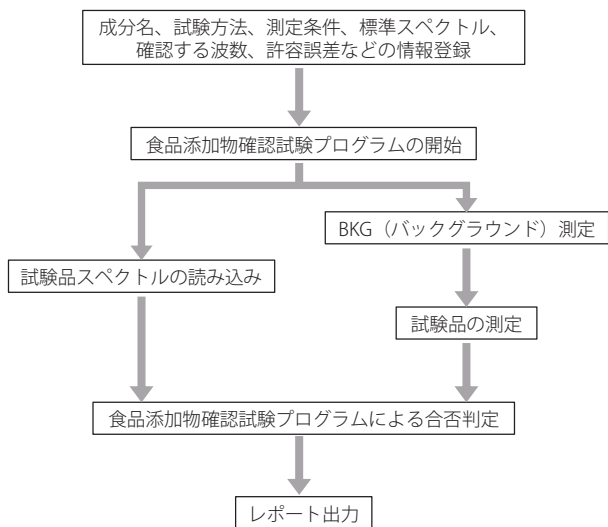 成分名、試験方法、測定条件、標準スペクトル、
確認する波数、許容誤差などの情報登録
食品添加物確認試験プログラムの開始
BKG（バックグラウンド）測定
試験品スペクトルの読み込み
試験品の測定
食品添加物確認試験プログラムによる合否判定
レポート出力